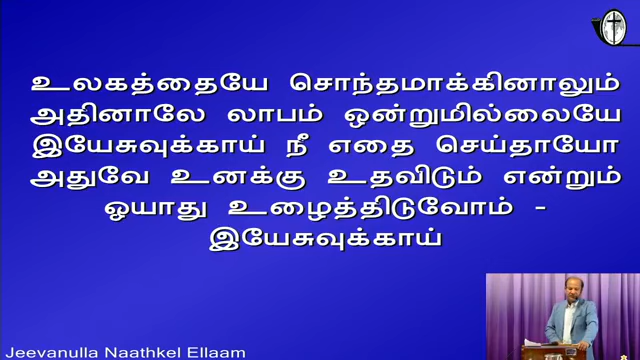 உலகத்தையே சொந்தமாக்கினாலும்
அதினாலே லாபம் ஒன்றுமில்லையே
இயேசுவுக்காய் நீ எதை செய்தாயோ
அதுவே உனக்கு உதவிடும் என்றும்
ஓயாது உழைத்திடுவோம் -
இயேசுவுக்காய்
Jeevanulla Naathkel Ellaam